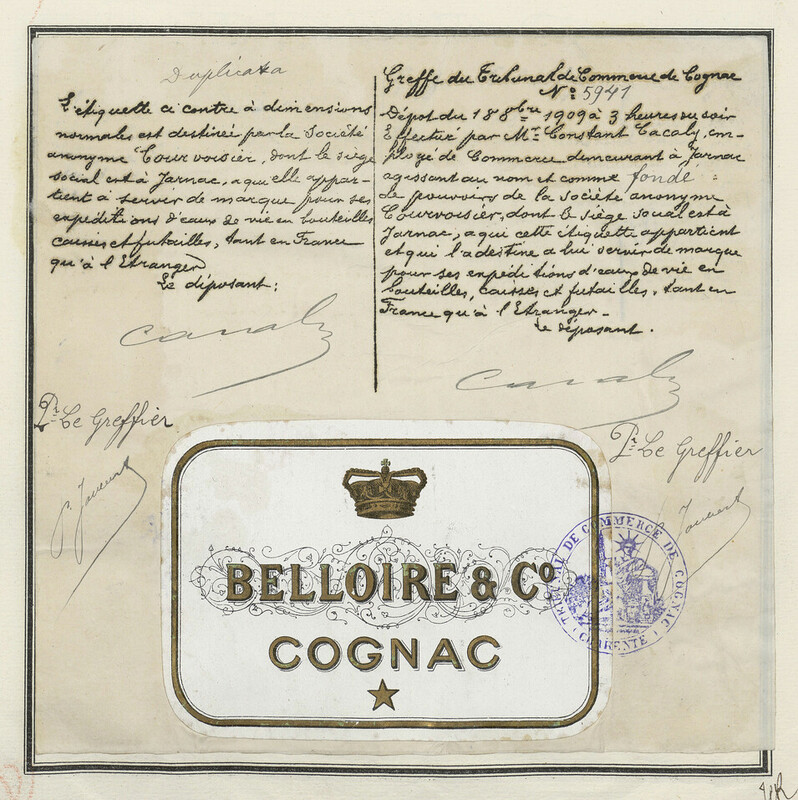 Duplicata
L'étiquette ci contre à dimensions
normales est destinée par la Société
anonyme Courvoisier, dont le siège
social est à Jarnac, a qu elle appar-
tient à servir de marque pour ses
expéditions d'eaux de vie en bouteilles
caisses et futailles, tant en France
qu'à l'Etranger
Le déposant:
Pr Le Greffier
Greffe du Tribunal de Commerce de Cognac
No 5941
Dépot du 18 8bre 1909 à 3 heures du soir
Effectué par Mr Constant Cacaly, em-
ployé de Commerce demeurant à Jarnac
agissant au nom et comme fondé
de pouvoirs de la Société anonyme
Courvoisier, dont le siège social est à
Jarnac, a qui cette étiquette appartient
et qui l'a destine a lui servir de marque
pour ses expeditions d'eaux de vie en
bouteilles, caisses et futailles, tant en
France qu'à l'Etranger-
Le déposant.
Pr Le Greffier
BELLOIRE & Co
COGNAC
TRIBUNAL DE COMMERCE DE COGNAC
(CHARENTE)